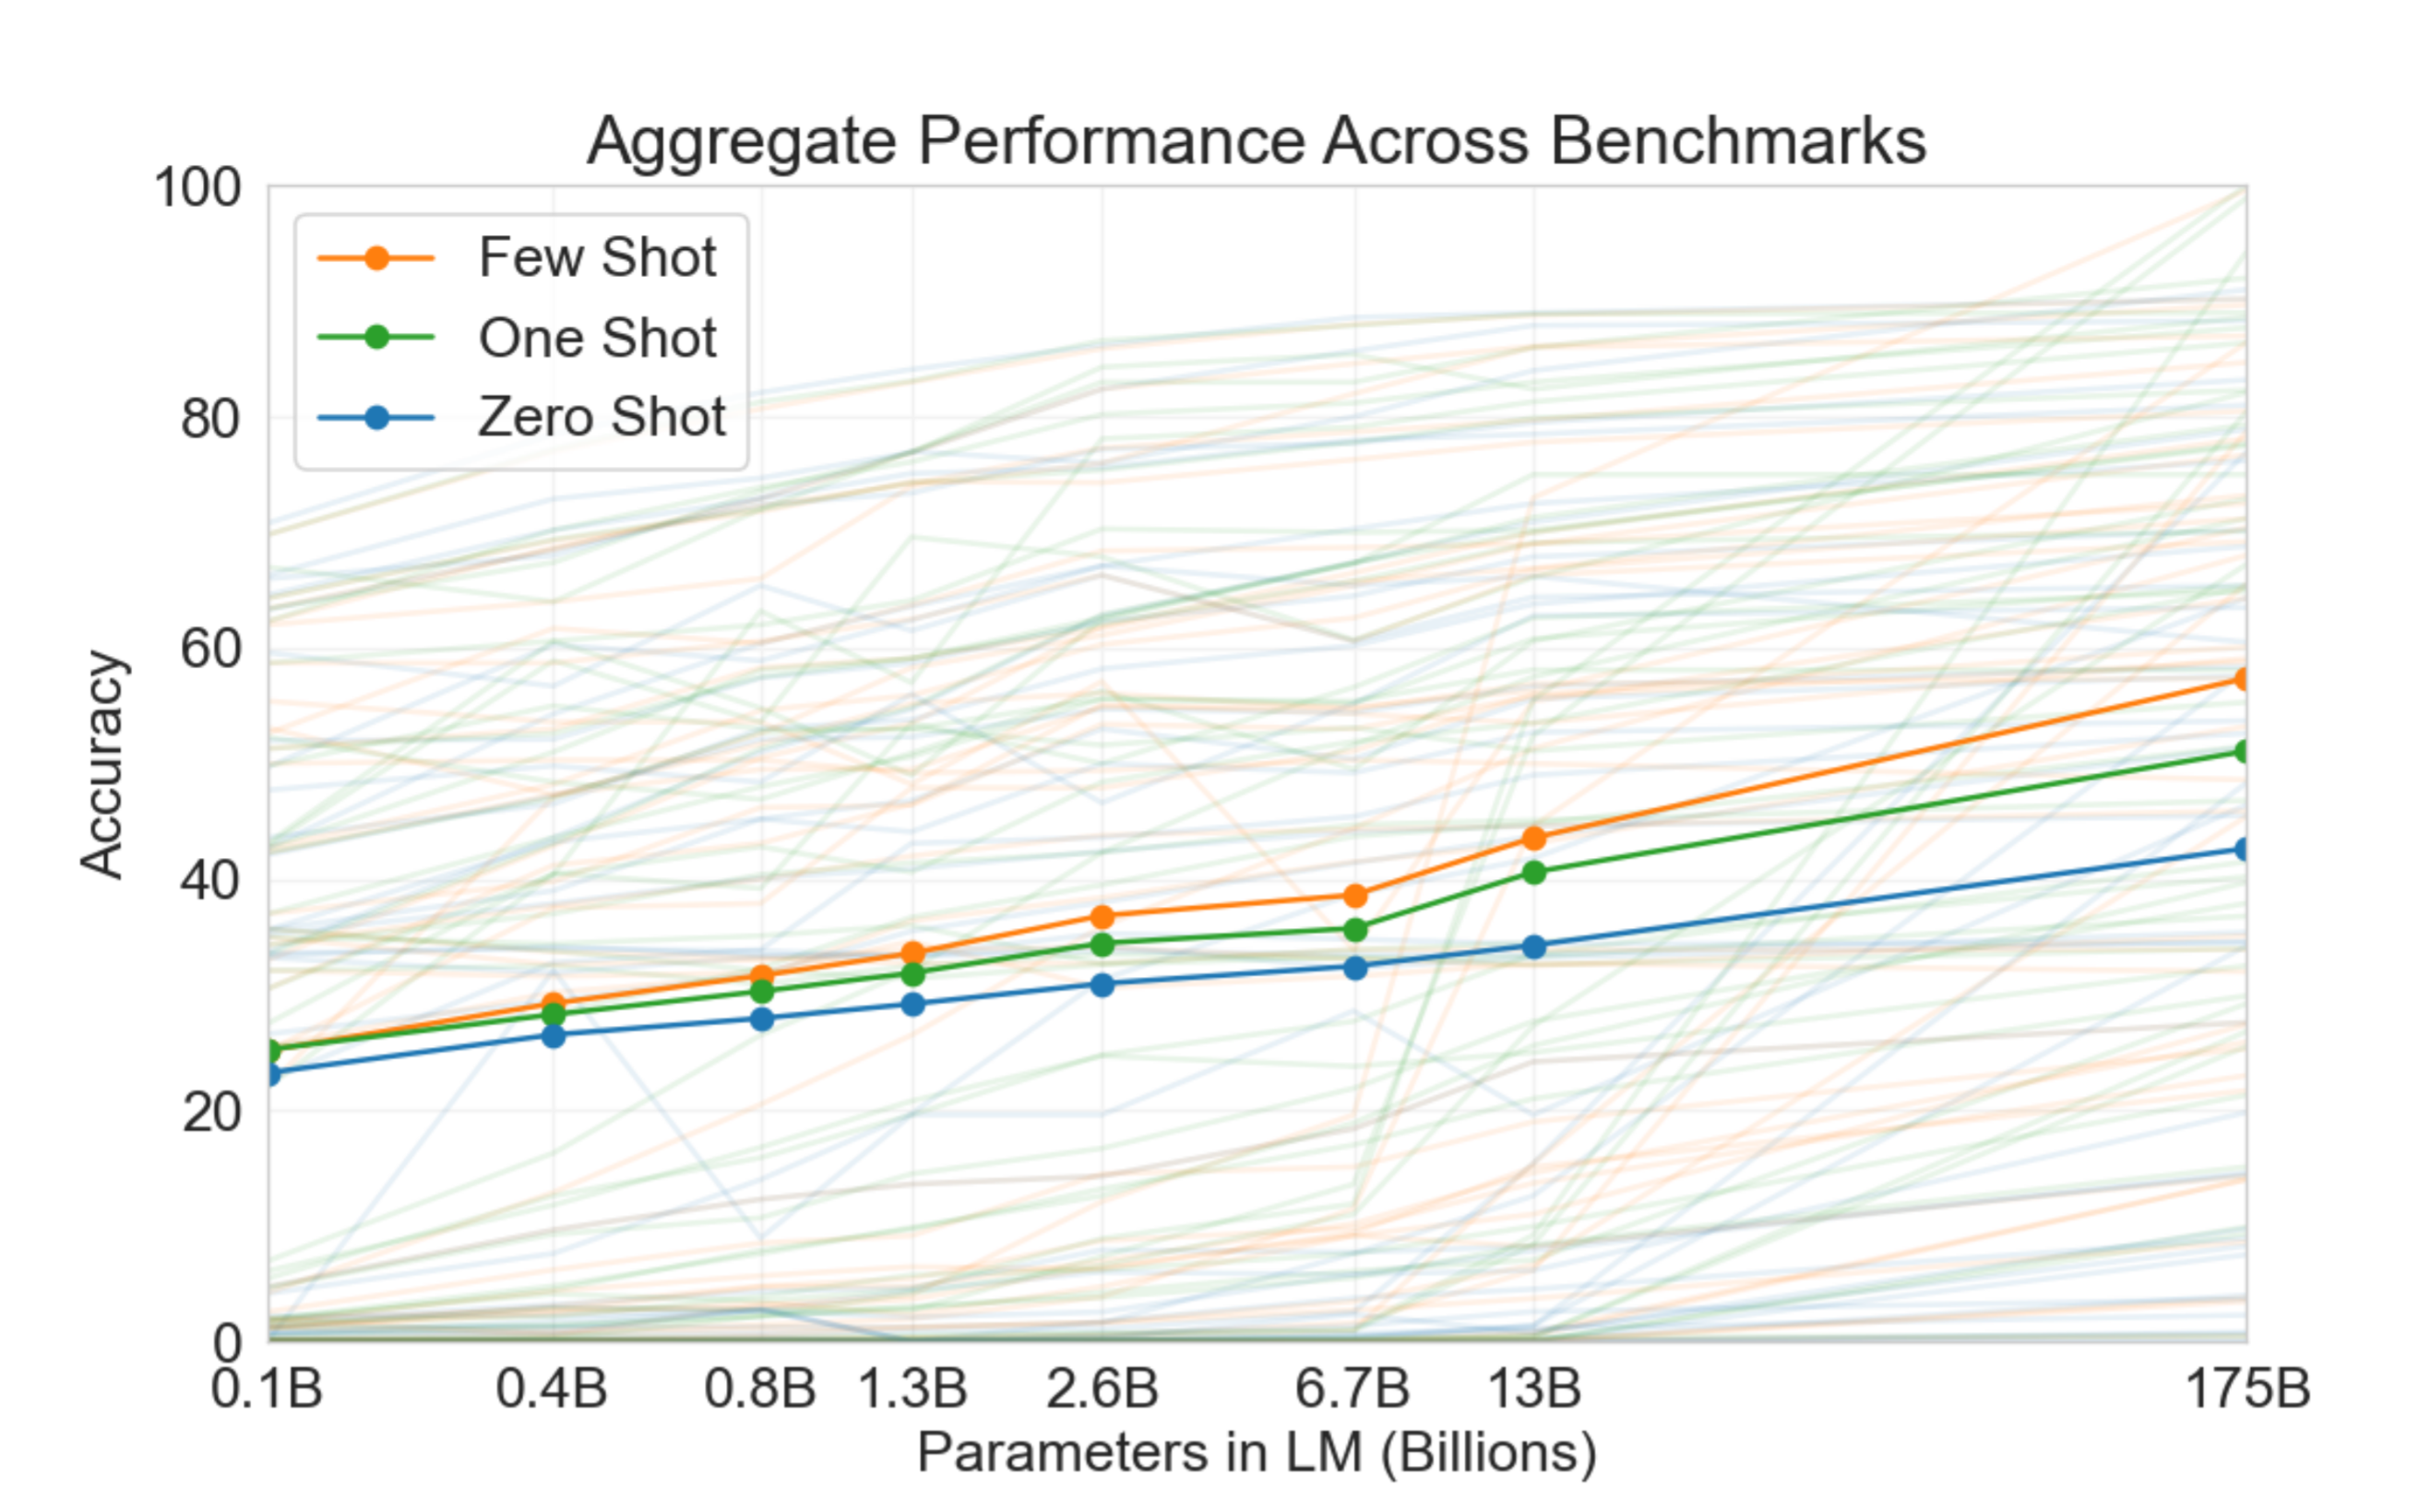 Aggregate Performance Across Benchmarks
100
80
60
40
20
0
Accuracy
Few Shot
One Shot
Zero Shot
0.1B 0.4B 0.8B 1.3B 2.6B 6.7B 13B 175B
Parameters in LM (Billions)